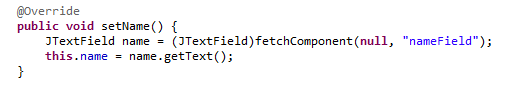 @Override
public void setName() {
    JTextField name = (JTextField)fetchComponent(null, "nameField");
    this.name = name.getText();
}